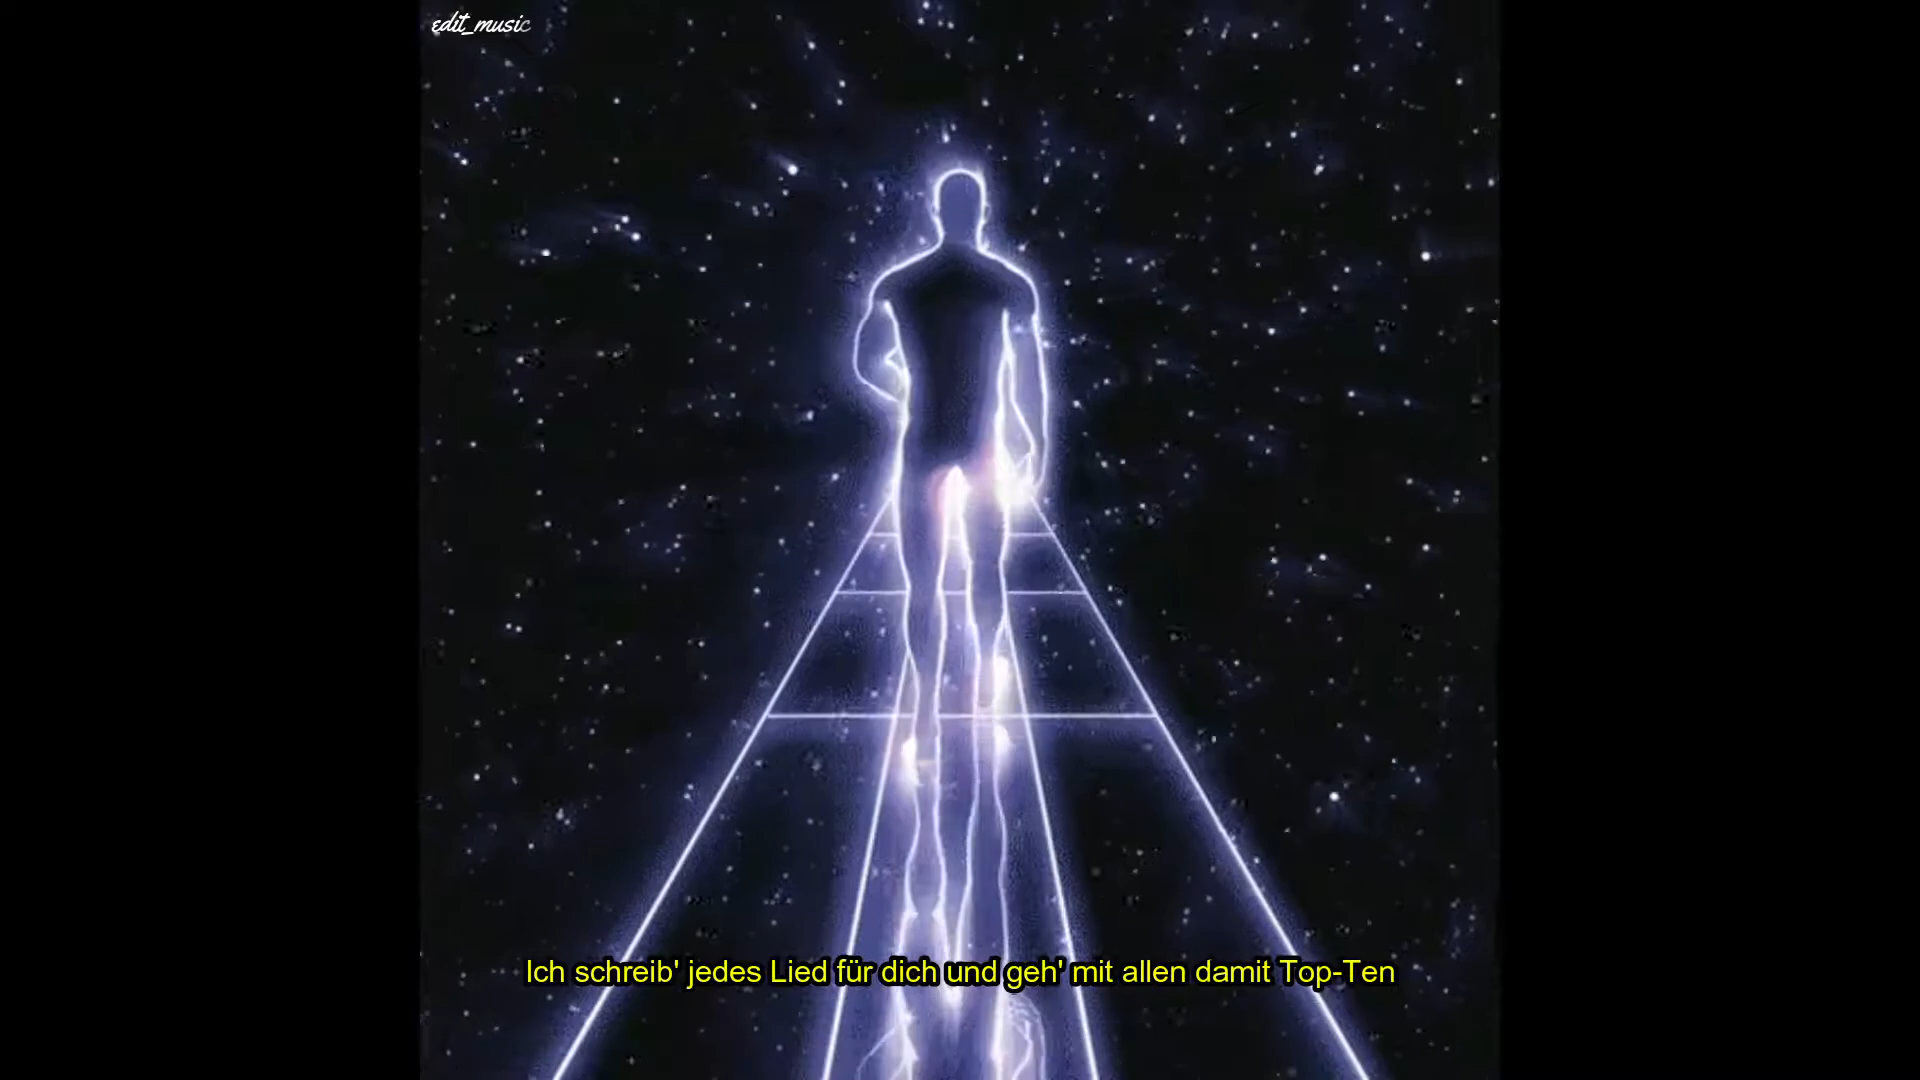 edit_music
Ich schreib' jedes Lied für dich und geh' mit allen damit Top-Ten